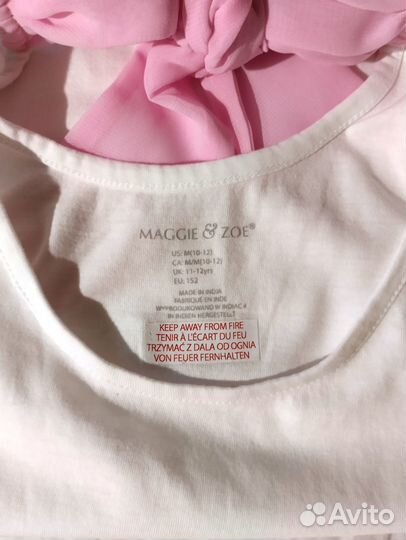 MAGGIE & ZOE®
US: M(10-12)
CA: M/M(10-12)
UK: 11-12yrs
EU: 152
MADE IN INDIA
FABRIQUÉ EN INDE
WYPRODUKOWANO W INDIACH
IN INDIEN HERGESTELLT
KEEP AWAY FROM FIRE
TENIR À L'ÉCART DU FEU
TRZYMAĆ Z DALA OD OGNIA
VON FEUER FERNHALTEN
Avito